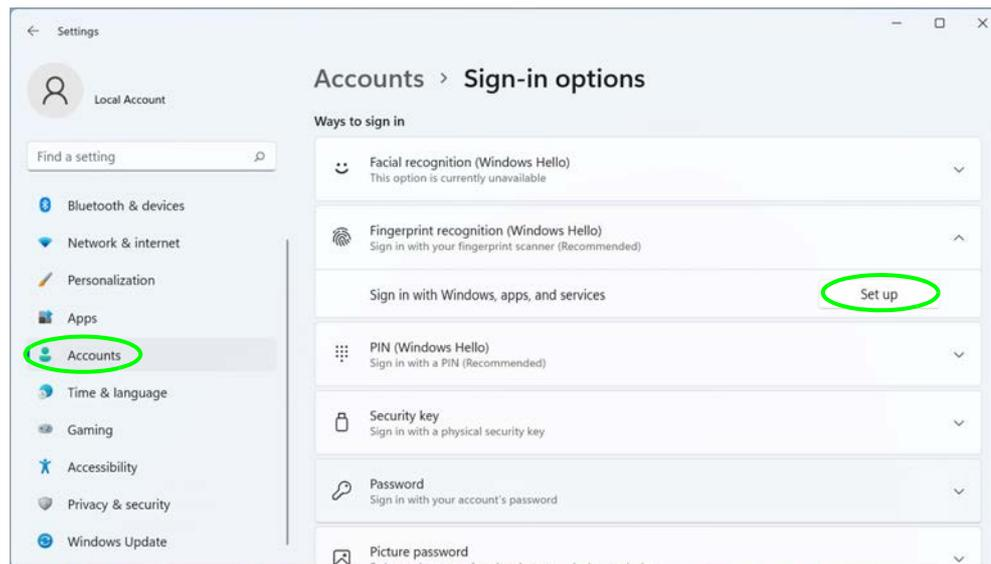 Settings
Local Account
Find a setting
Bluetooth & devices
Network & internet
Personalization
Apps
Accounts
Time & language
Gaming
Accessibility
Privacy & security
Windows Update
Accounts > Sign-in options
Ways to sign in
Facial recognition (Windows Hello)
This option is currently unavailable
Fingerprint recognition (Windows Hello)
Sign in with your fingerprint scanner (Recommended)
Sign in with Windows, apps, and services
Set up
PIN (Windows Hello)
Sign in with a PIN (Recommended)
Security key
Sign in with a physical security key
Password
Sign in with your account's password
Picture password